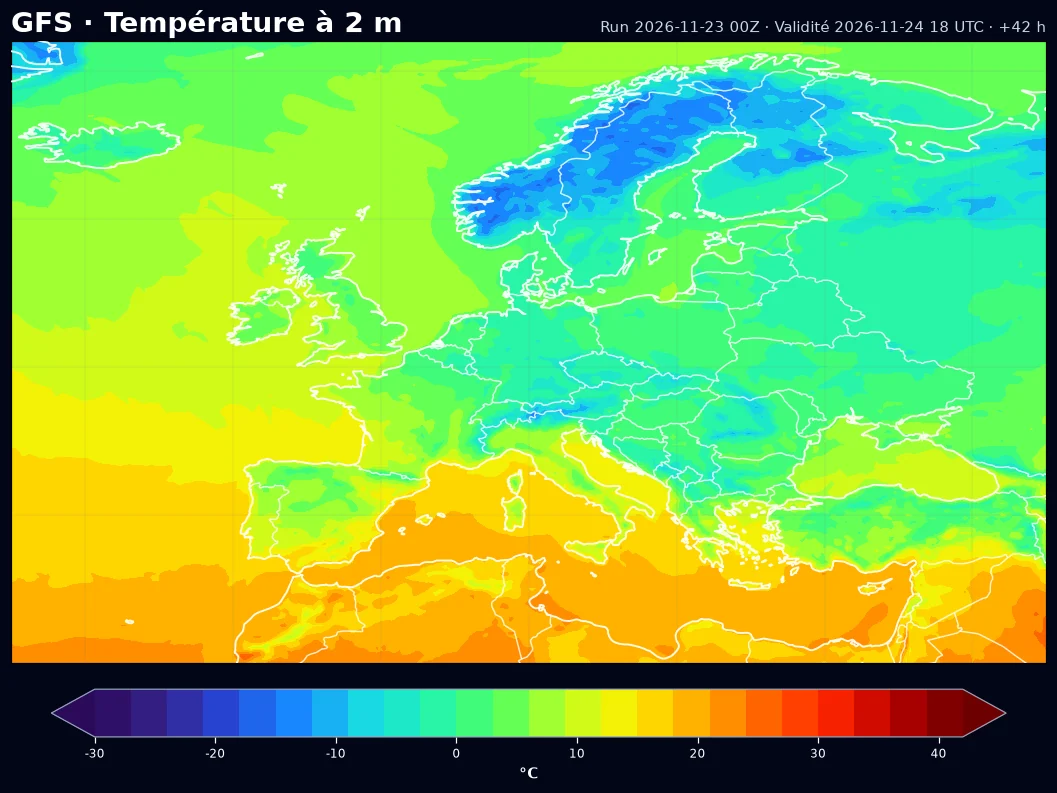 GFS · Température à 2 m
Run 2026-11-23 00Z · Validité 2026-11-24 18 UTC · +42 h
-30 -20 -10 0 10 20 30 40
°C